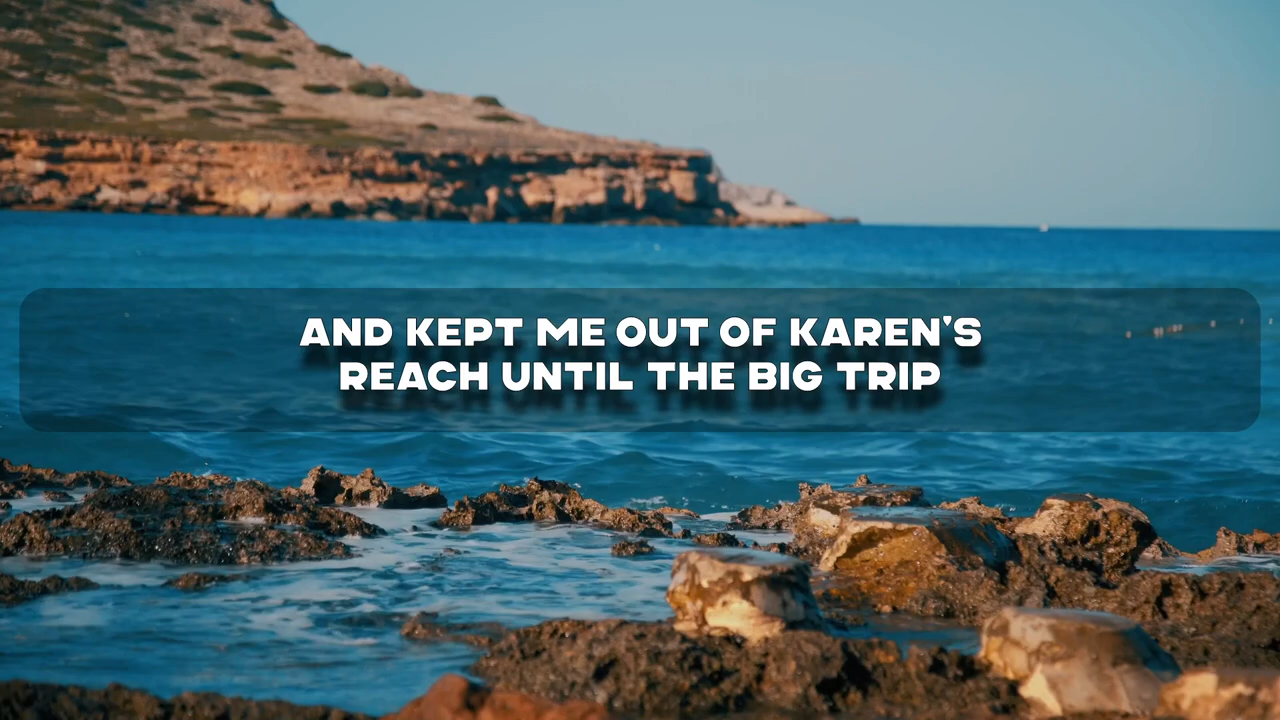 AND KEPT ME OUT OF KAREN'S
REACH UNTIL THE BIG TRIP